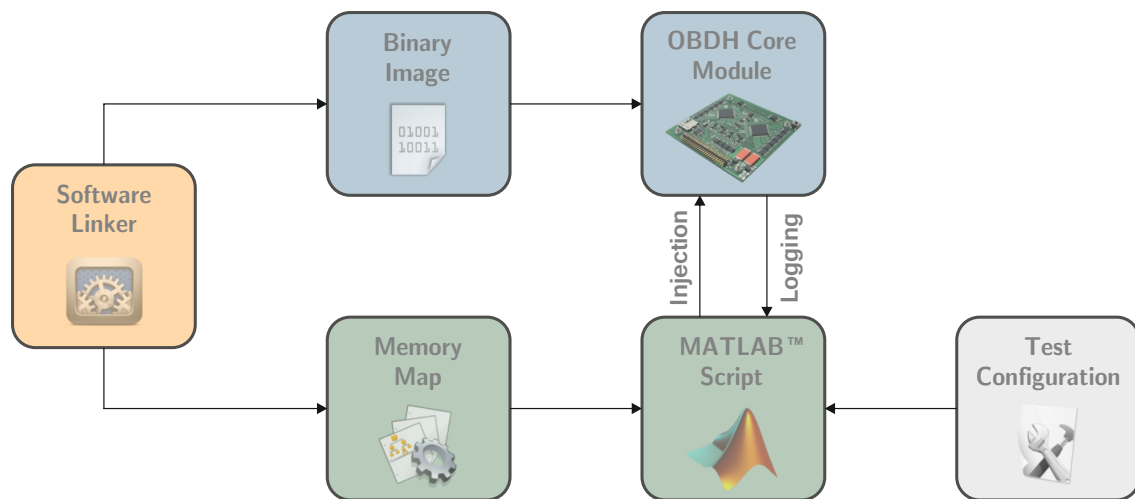 Binary
Image
01001
10011
OBDH Core
Module
Software
Linker
Injection
Logging
Memory
Map
MATLAB™
Script
Test
Configuration